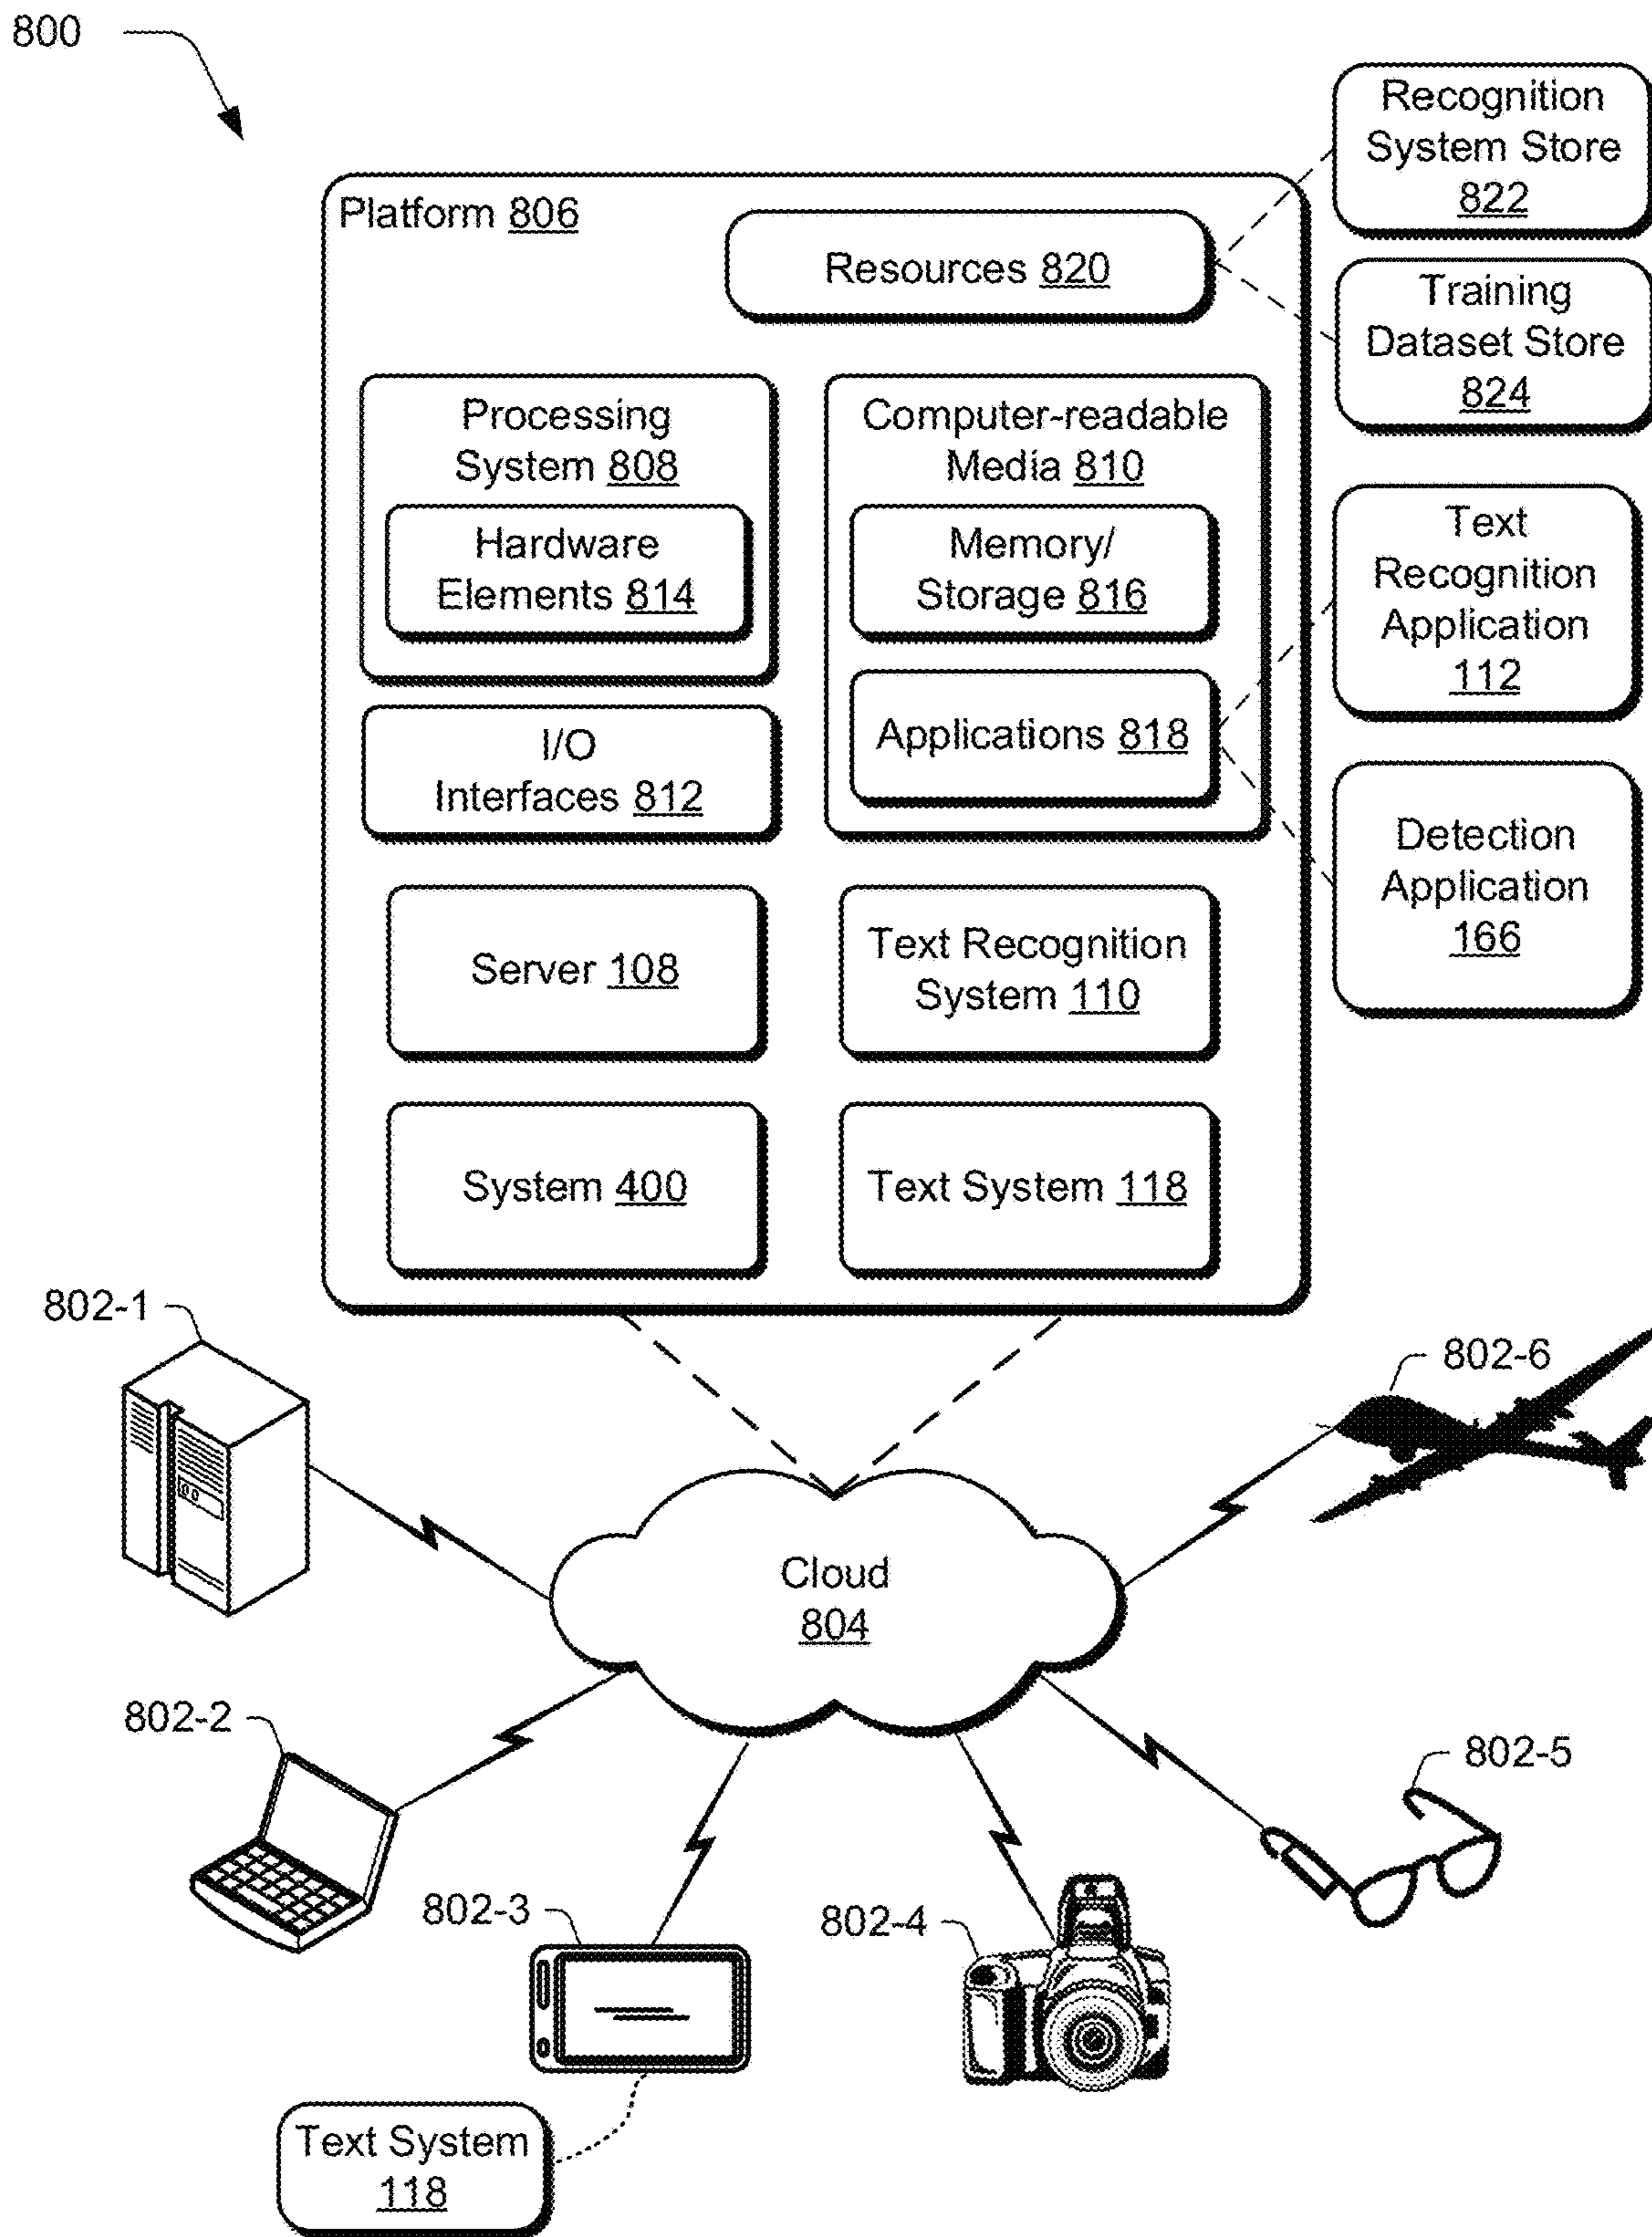 800
Recognition
System Store
822
Platform 806
Resources 820
Training
Dataset Store
824
Processing
System 808
Hardware
Elements 814
Computer-readable
Media 810
Memory/
Storage 816
Applications 818
Text
Recognition
Application
112
I/O
Interfaces 812
Detection
Application
166
Server 108
Text Recognition
System 110
System 400
Text System 118
802-1
802-6
Cloud
804
802-2
802-5
802-3
802-4
Text System
118